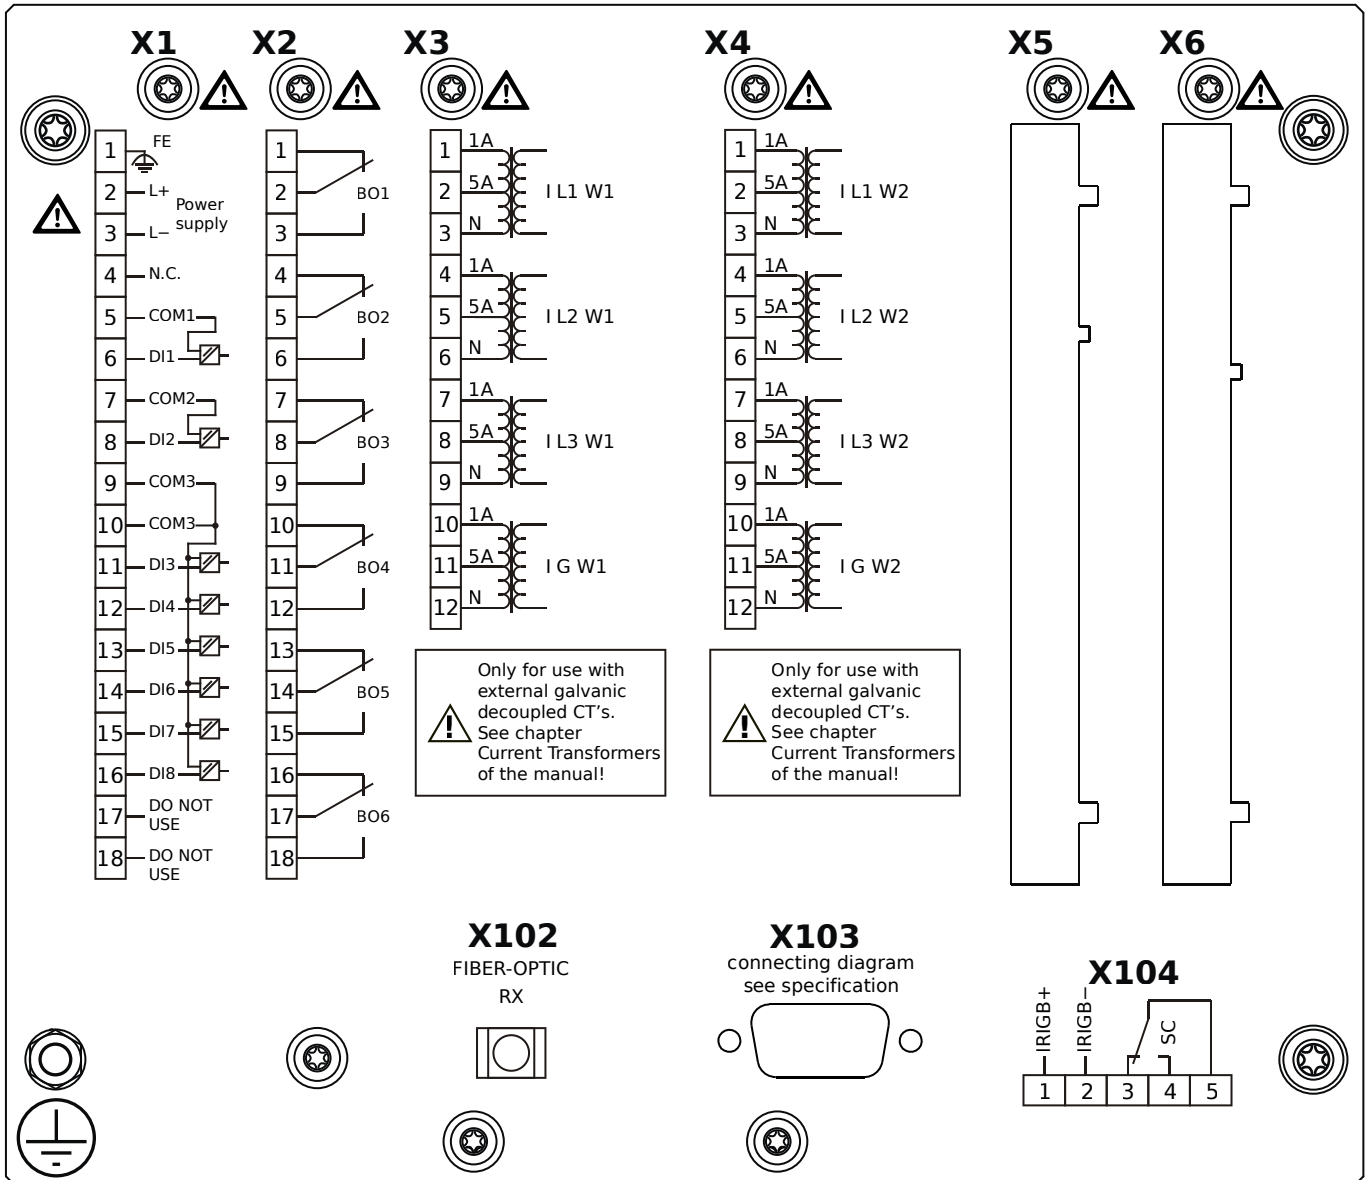 X1 X2 X3 X4 X5 X6
1 FE
2 L+
Power
supply
3 L−
4 N.C.
5 COM1
6 DI1
7 COM2
8 DI2
9 COM3
10 COM3
11 DI3
12 DI4
13 DI5
14 DI6
15 DI7
16 DI8
17 DO NOT
USE
18 DO NOT
USE
1
2 BO1
3
4
5 BO2
6
7
8 BO3
9
10
11 BO4
12
13
14 BO5
15
16
17 BO6
18
1 1A
2 5A I L1 W1
3 N
4 1A
5 5A I L2 W1
6 N
7 1A
8 5A I L3 W1
9 N
10 1A
11 5A I G W1
12 N
Only for use with
external galvanic
decoupled CT's.
See chapter
Current Transformers
of the manual!
1 1A
2 5A I L1 W2
3 N
4 1A
5 5A I L2 W2
6 N
7 1A
8 5A I L3 W2
9 N
10 1A
11 5A I G W2
12 N
Only for use with
external galvanic
decoupled CT's.
See chapter
Current Transformers
of the manual!
X102
FIBER-OPTIC
RX
X103
connecting diagram
see specification
X104
IRIGB+
IRIGB−
SC
1 2 3 4 5